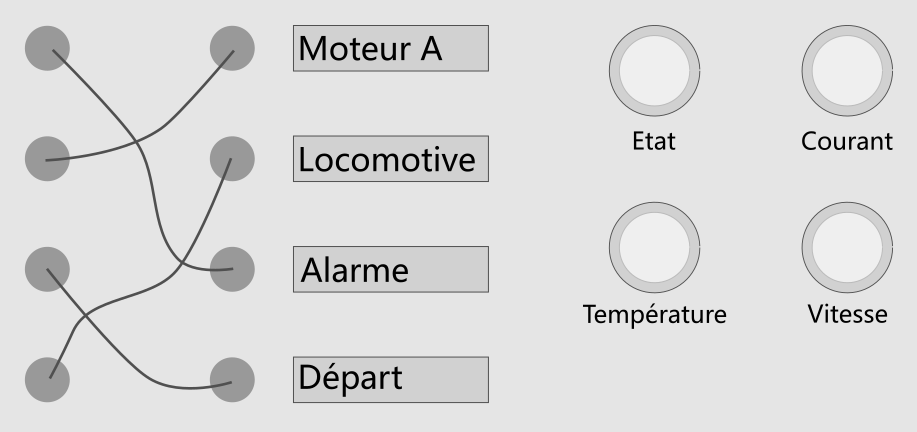 Moteur A
Locomotive
Alarme
Départ
Etat
Courant
Température
Vitesse